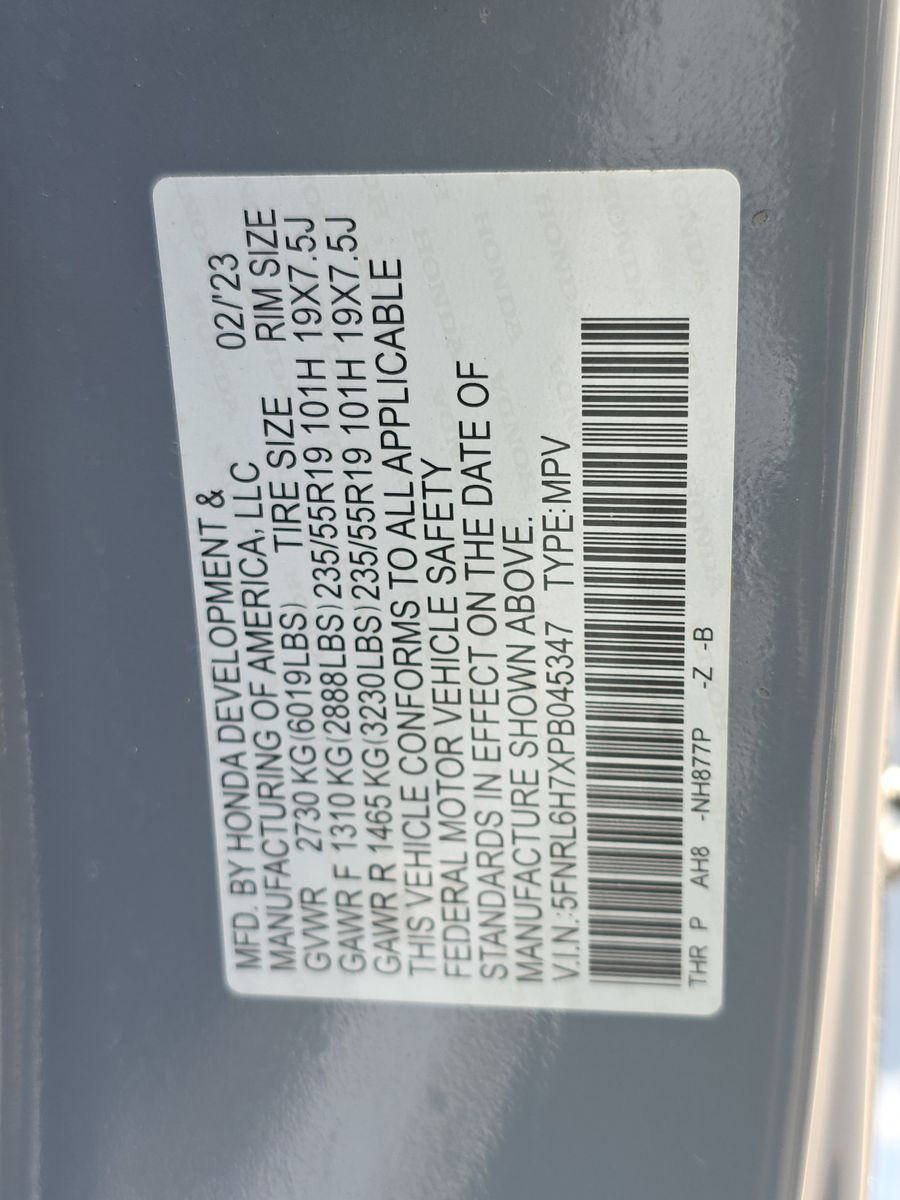 MFD. BY HONDA DEVELOPMENT & 02/'23
MANUFACTURING OF AMERICA, LLC
GVWR 2730 KG(6019LBS) TIRE SIZE RIM SIZE
GAWR F 1310 KG(2888LBS)235/55R19 101H 19X7.5J
GAWR R 1465 KG(3230LBS)235/55R19 101H 19X7.5J
THIS VEHICLE CONFORMS TO ALL APPLICABLE
FEDERAL MOTOR VEHICLE SAFETY
STANDARDS IN EFFECT ON THE DATE OF
MANUFACTURE SHOWN ABOVE.
V.I.N.:5FNRL6H7XPB045347 TYPE:MPV
THR P AH8 -NH877P -Z -B